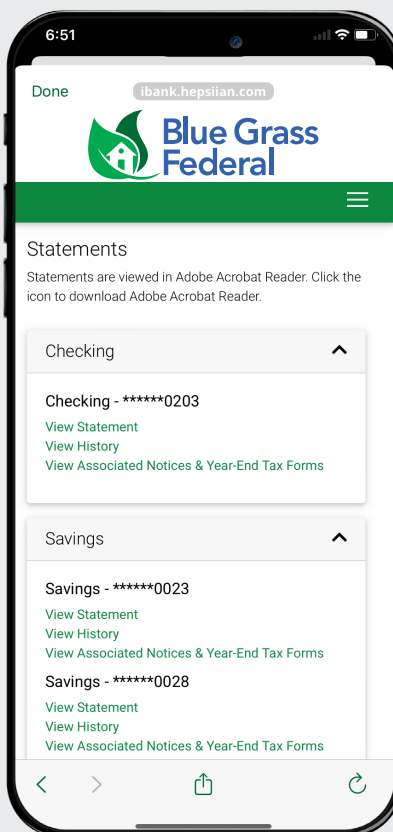 6:51
Done
ibank.hepsiian.com
Blue Grass
Federal
Statements
Statements are viewed in Adobe Acrobat Reader. Click the
icon to download Adobe Acrobat Reader.
Checking
Checking - ******0203
View Statement
View History
View Associated Notices & Year-End Tax Forms
Savings
Savings - ******0023
View Statement
View History
View Associated Notices & Year-End Tax Forms
Savings - ******0028
View Statement
View History
View Associated Notices & Year-End Tax Forms